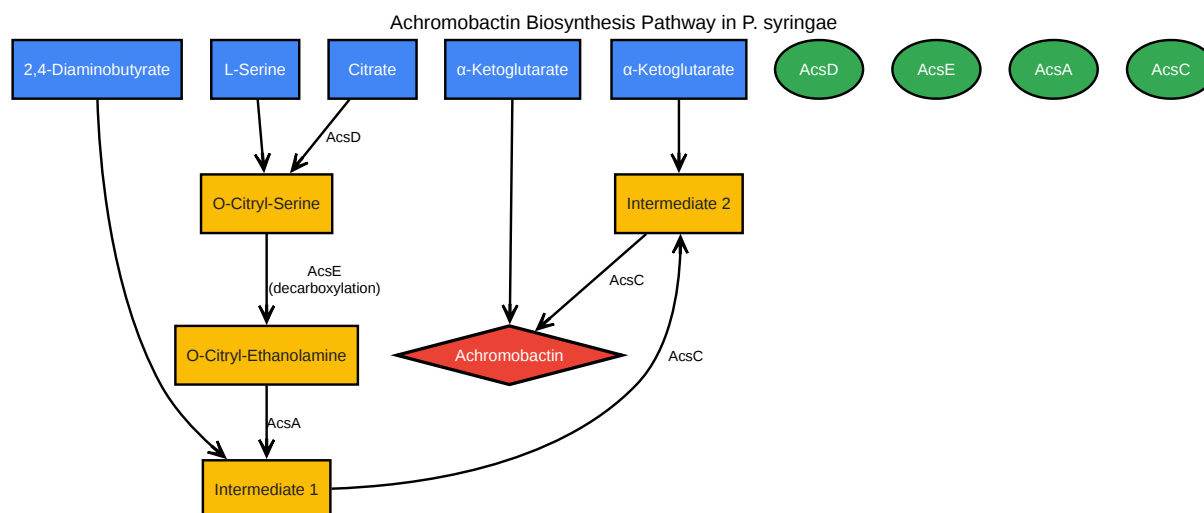 Achromobactin Biosynthesis Pathway in P. syringae
2,4-Diaminobutyrate
L-Serine
Citrate
α-Ketoglutarate
α-Ketoglutarate
AcsD
AcsE
AcsA
AcsC
AcsD
O-Citryl-Serine
Intermediate 2
AcsE
(decarboxylation)
AcsC
O-Citryl-Ethanolamine
Achromobactin
AcsC
AcsA
Intermediate 1